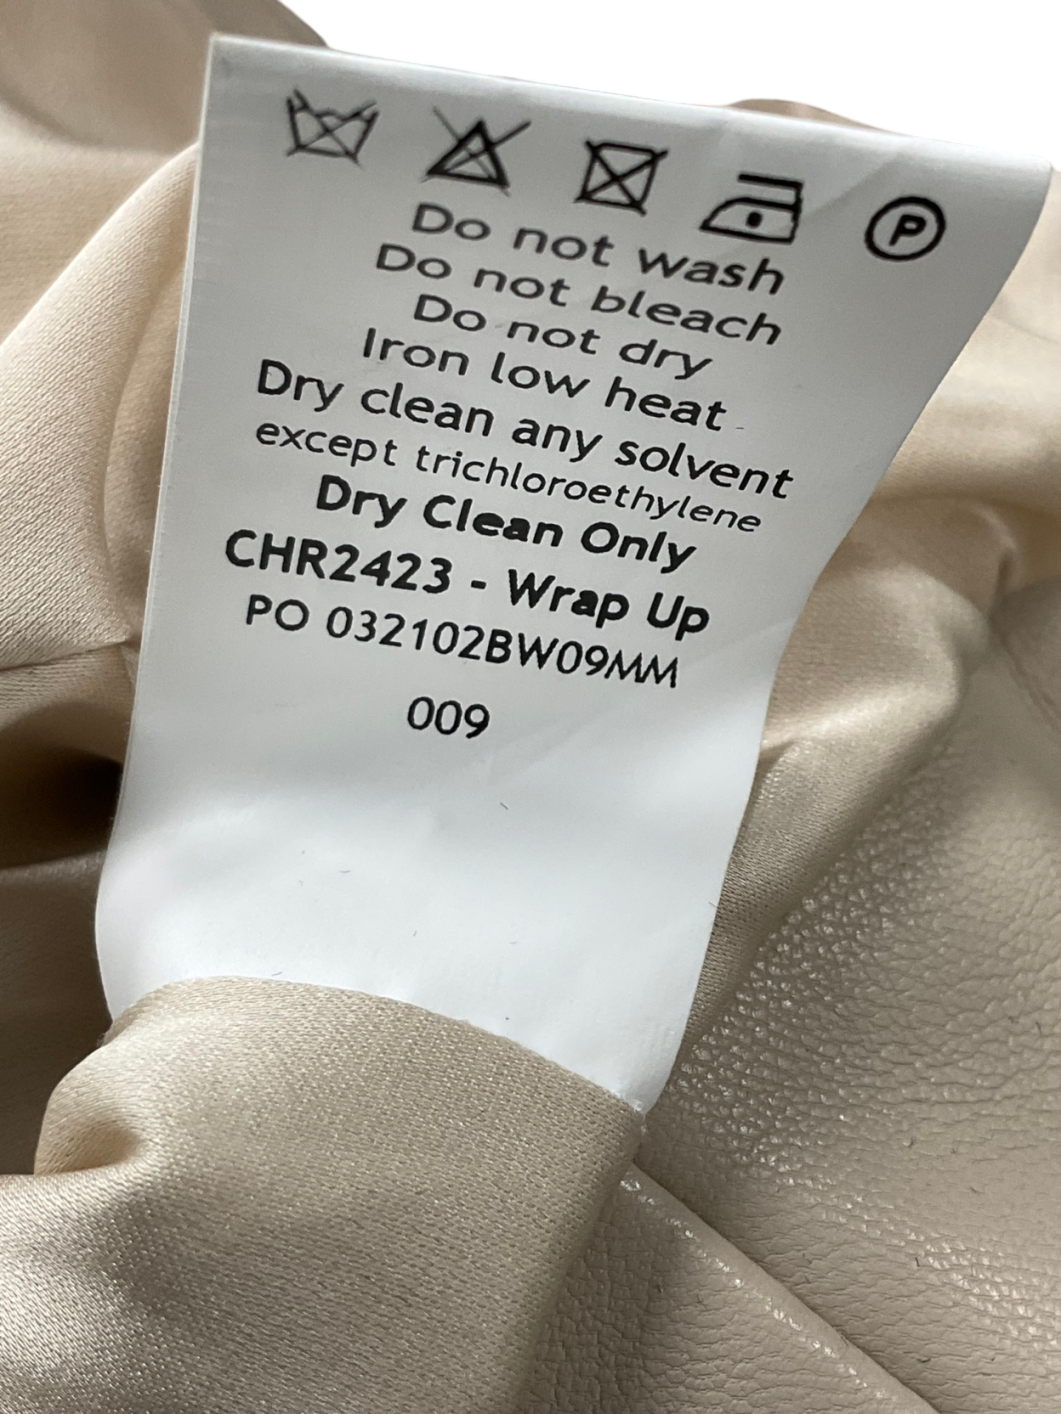 P
Do not wash
Do not bleach
Do not dry
Iron low heat
Dry clean any solvent
except trichloroethylene
Dry Clean Only
CHR2423 - Wrap Up
PO 032102BW09MM
009